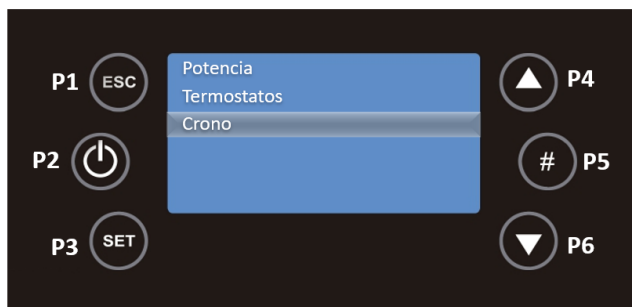 P1 ESC
Potencia
Termostatos
Crono
P4
P2
# P5
P3 SET
P6